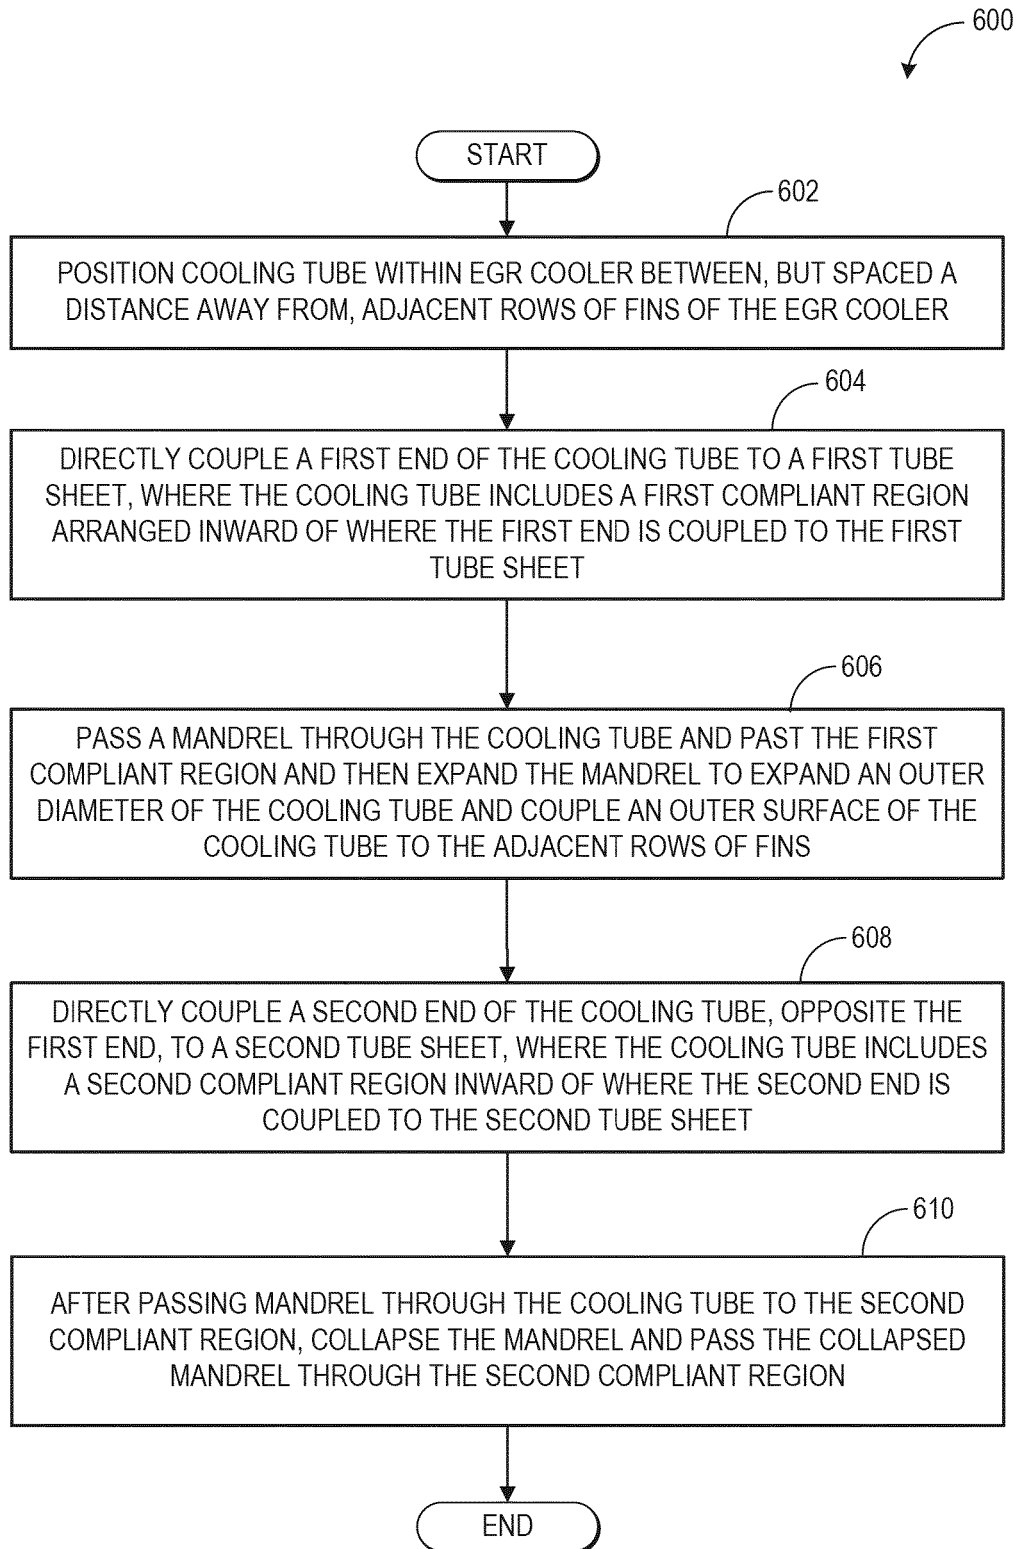 600
START
602
POSITION COOLING TUBE WITHIN EGR COOLER BETWEEN, BUT SPACED A
DISTANCE AWAY FROM, ADJACENT ROWS OF FINS OF THE EGR COOLER
604
DIRECTLY COUPLE A FIRST END OF THE COOLING TUBE TO A FIRST TUBE
SHEET, WHERE THE COOLING TUBE INCLUDES A FIRST COMPLIANT REGION
ARRANGED INWARD OF WHERE THE FIRST END IS COUPLED TO THE FIRST
TUBE SHEET
606
PASS A MANDREL THROUGH THE COOLING TUBE AND PAST THE FIRST
COMPLIANT REGION AND THEN EXPAND THE MANDREL TO EXPAND AN OUTER
DIAMETER OF THE COOLING TUBE AND COUPLE AN OUTER SURFACE OF THE
COOLING TUBE TO THE ADJACENT ROWS OF FINS
608
DIRECTLY COUPLE A SECOND END OF THE COOLING TUBE, OPPOSITE THE
FIRST END, TO A SECOND TUBE SHEET, WHERE THE COOLING TUBE INCLUDES
A SECOND COMPLIANT REGION INWARD OF WHERE THE SECOND END IS
COUPLED TO THE SECOND TUBE SHEET
610
AFTER PASSING MANDREL THROUGH THE COOLING TUBE TO THE SECOND
COMPLIANT REGION, COLLAPSE THE MANDREL AND PASS THE COLLAPSED
MANDREL THROUGH THE SECOND COMPLIANT REGION
END